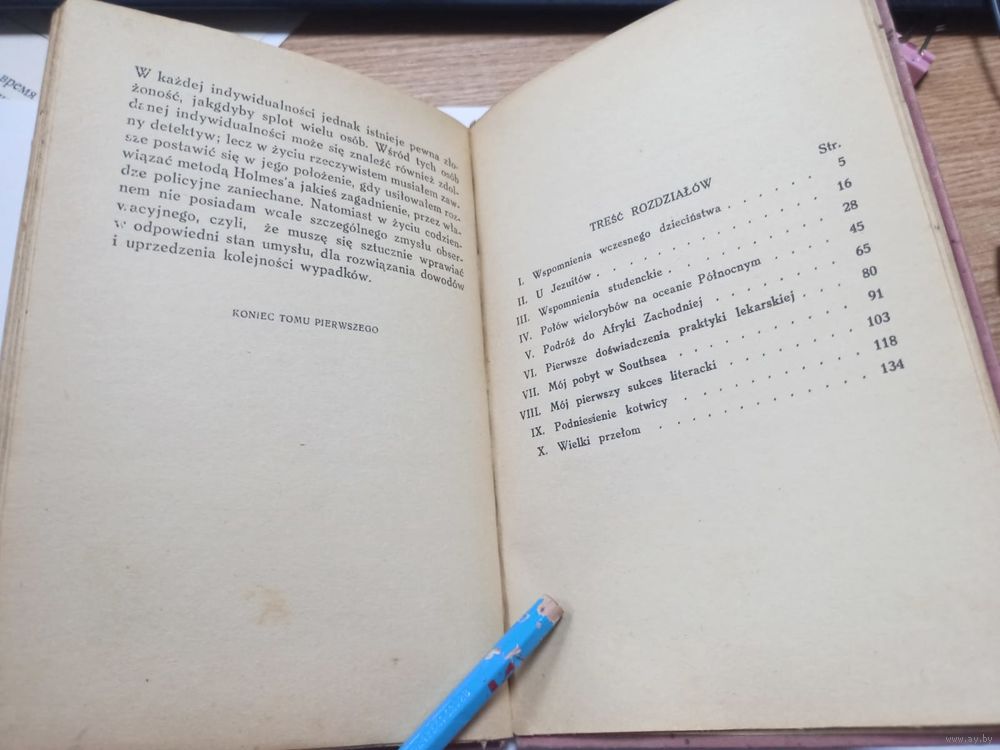 время
W każdej indywidualności jednak istnieje pewna zło-
żoność, jakgdyby splot wielu osób. Wśród tych osób
danej indywidualności może się znaleźć również zdol-
ny detektyw; lecz w życiu rzeczywistem musiałem zaw-
sze postawić się w jego położenie, gdy usiłowałem roz-
wiązać metodą Holmes'a jakieś zagadnienie, przez wła-
dze policyjne zaniechane. Natomiast w życiu codzien-
nem nie posiadam wcale szczególnego zmysłu obser-
wacyjnego, czyli, że muszę się sztucznie wprawiać
w odpowiedni stan umysłu, dla rozwiązania dowodów
i uprzedzenia kolejności wypadków.
KONIEC TOMU PIERWSZEGO
TREŚĆ ROZDZIAŁÓW
Str.
I. Wspomnienia wczesnego dzieciństwa . . . . . . 5
II. U Jezuitów . . . . . . . . . . 16
III. Wspomnienia studenckie . . . . . . . . 28
IV. Połów wielorybów na oceanie Północnym . . . . 45
V. Podróż do Afryki Zachodniej . . . . . . . 65
VI. Pierwsze doświadczenia praktyki lekarskiej . . . . 80
VII. Mój pobyt w Southsea . . . . . . . . 91
VIII. Mój pierwszy sukces literacki . . . . . . . 103
IX. Podniesienie kotwicy . . . . . . . . 118
X. Wielki przełom . . . . . . . . . 134
www.ay.by